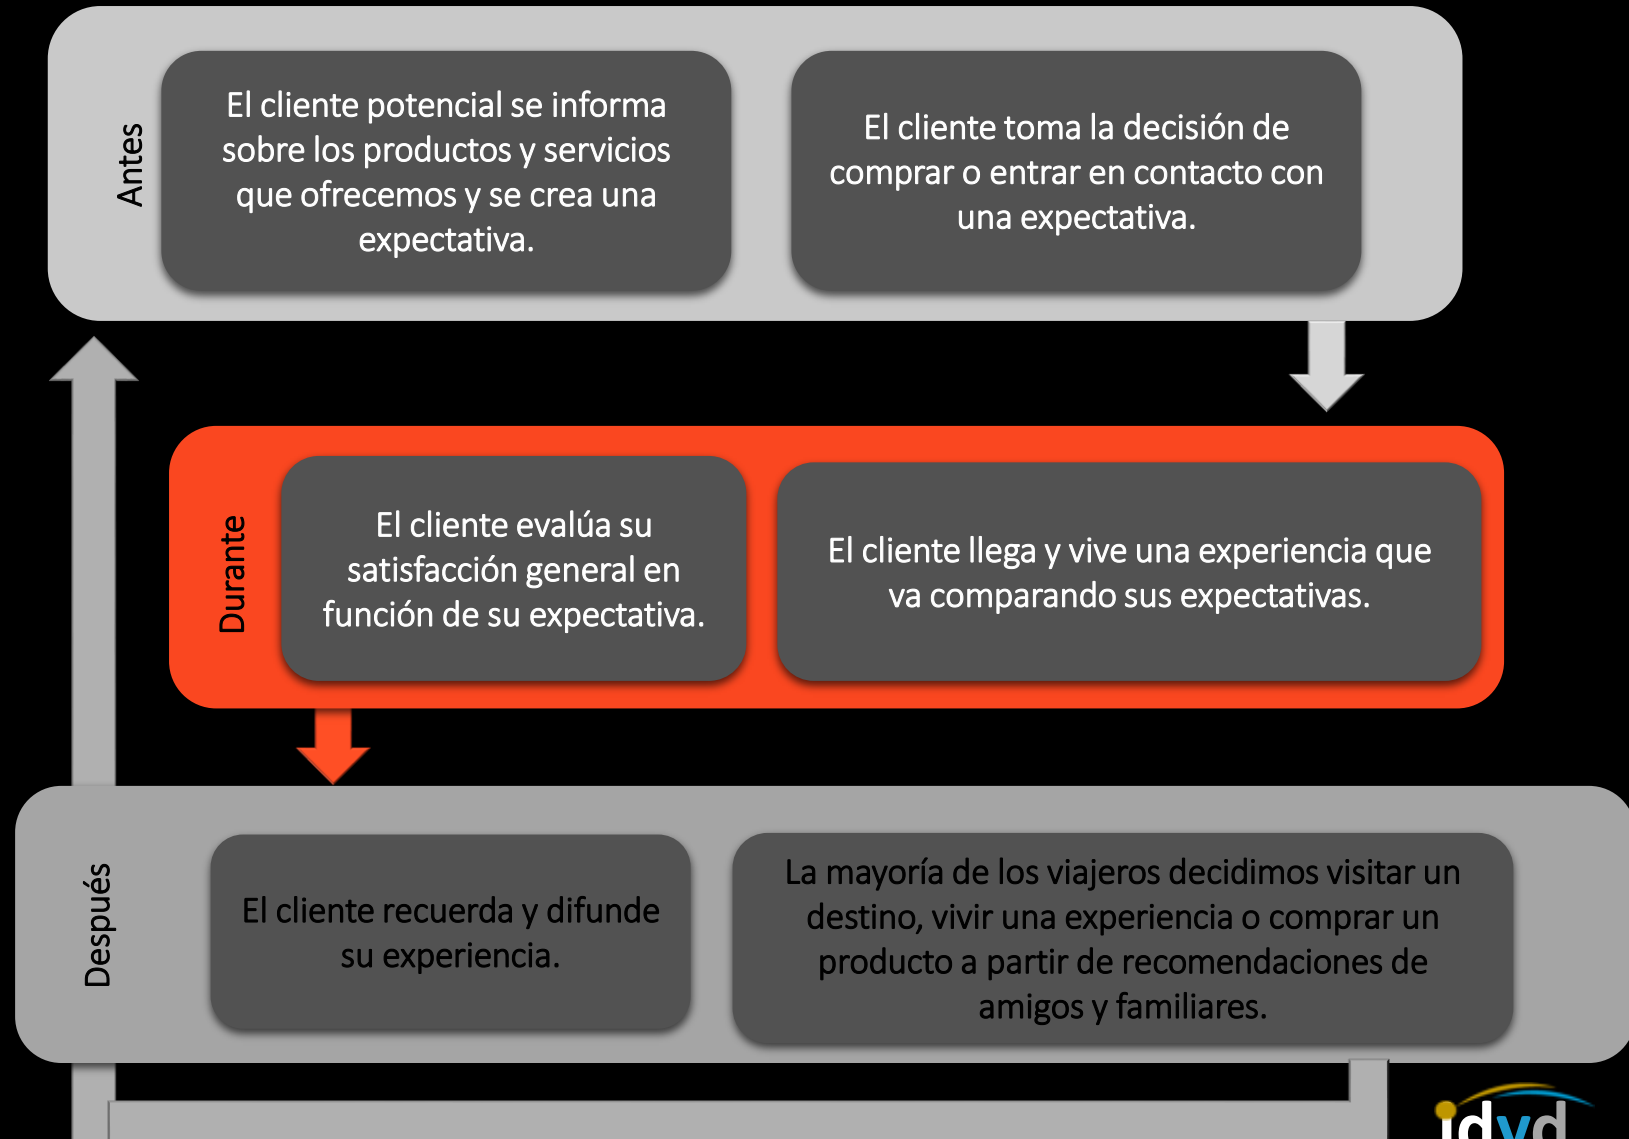 Antes
El cliente potencial se informa
sobre los productos y servicios
que ofrecemos y se crea una
expectativa.
El cliente toma la decisión de
comprar o entrar en contacto con
una expectativa.
Durante
El cliente evalúa su
satisfacción general en
función de su expectativa.
El cliente llega y vive una experiencia que
va comparando sus expectativas.
Después
El cliente recuerda y difunde
su experiencia.
La mayoría de los viajeros decidimos visitar un
destino, vivir una experiencia o comprar un
producto a partir de recomendaciones de
amigos y familiares.
idyd